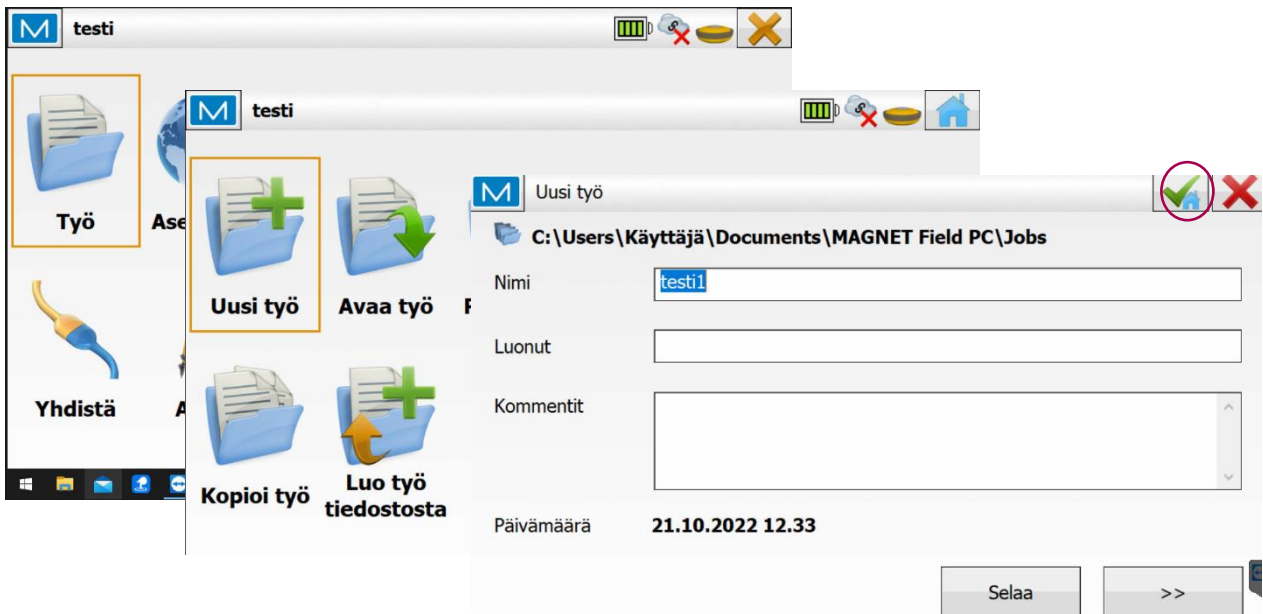 testi
Työ
Ase
Yhdistä
A
testi
Uusi työ
Avaa työ
Kopioi työ
Luo työ
tiedostosta
Uusi työ
C:\Users\Käyttäjä\Documents\MAGNET Field PC\Jobs
Nimi
testi1
Luonut
Kommentit
Päivämäärä
21.10.2022 12.33
Selaa
>>